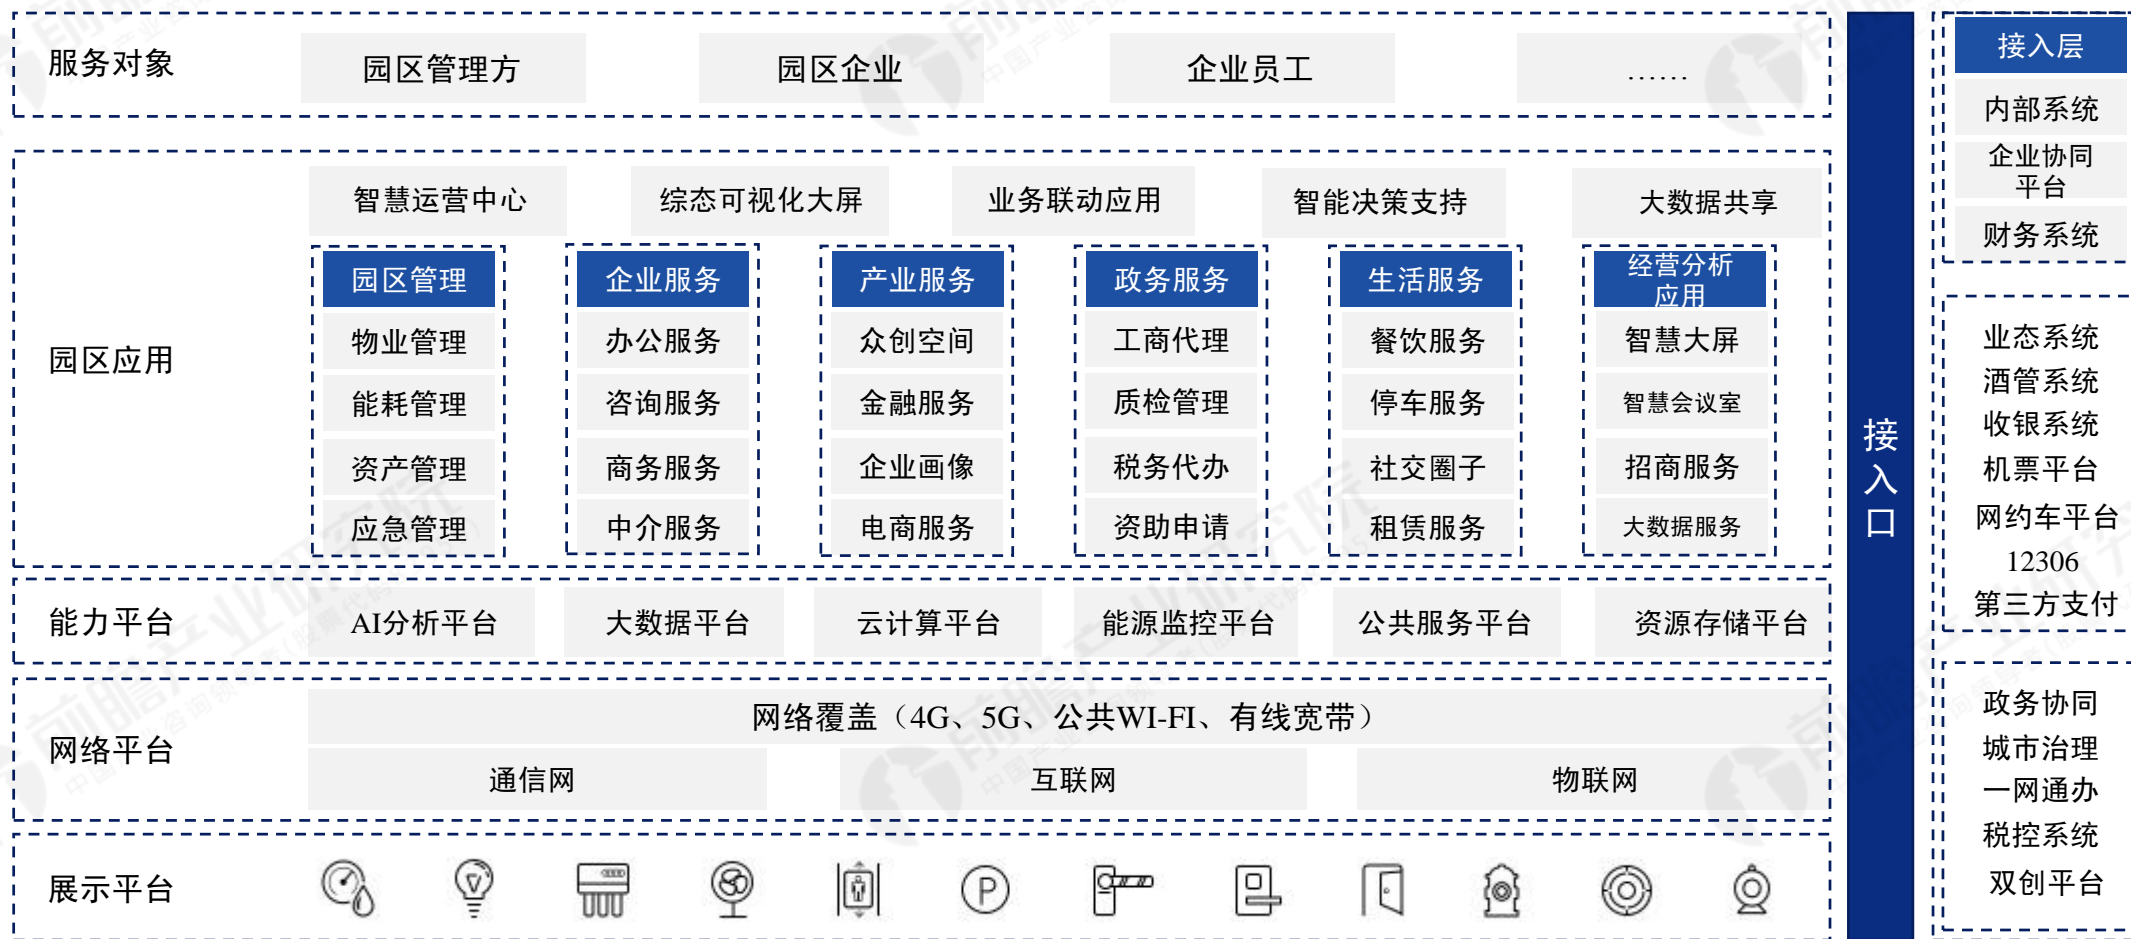 服务对象
园区管理方
园区企业
企业员工
……
园区应用
智慧运营中心
综态可视化大屏
业务联动应用
智能决策支持
大数据共享
园区管理
物业管理
能耗管理
资产管理
应急管理
企业服务
办公服务
咨询服务
商务服务
中介服务
产业服务
众创空间
金融服务
企业画像
电商服务
政务服务
工商代理
质检管理
税务代办
资助申请
生活服务
餐饮服务
停车服务
社交圈子
租赁服务
经营分析
应用
智慧大屏
智慧会议室
招商服务
大数据服务
能力平台
AI分析平台
大数据平台
云计算平台
能源监控平台
公共服务平台
资源存储平台
网络平台
网络覆盖（4G、5G、公共WI-FI、有线宽带）
通信网
互联网
物联网
展示平台
P
接
入
口
接入层
内部系统
企业协同
平台
财务系统
业态系统
酒管系统
收银系统
机票平台
网约车平台
12306
第三方支付
政务协同
城市治理
一网通办
税控系统
双创平台
前瞻产业研究院